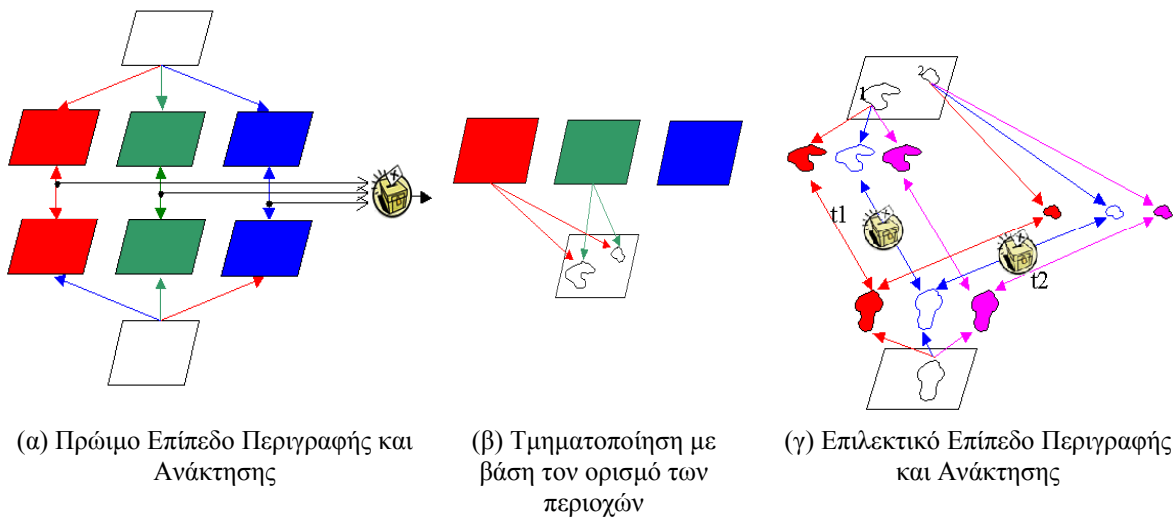 1
2
t1
t2
(α) Πρώιμο Επίπεδο Περιγραφής και
Ανάκτησης
(β) Τμηματοποίηση με
βάση τον ορισμό των
περιοχών
(γ) Επιλεκτικό Επίπεδο Περιγραφής
και Ανάκτησης